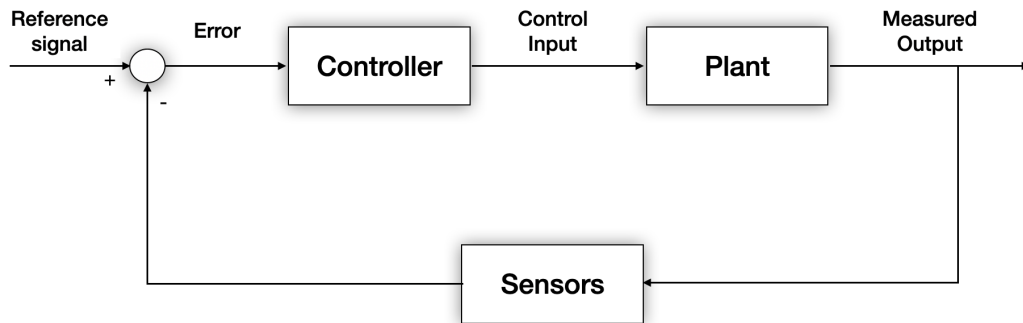 Reference
signal
Error
Controller
Control
Input
Plant
Measured
Output
+
-
Sensors